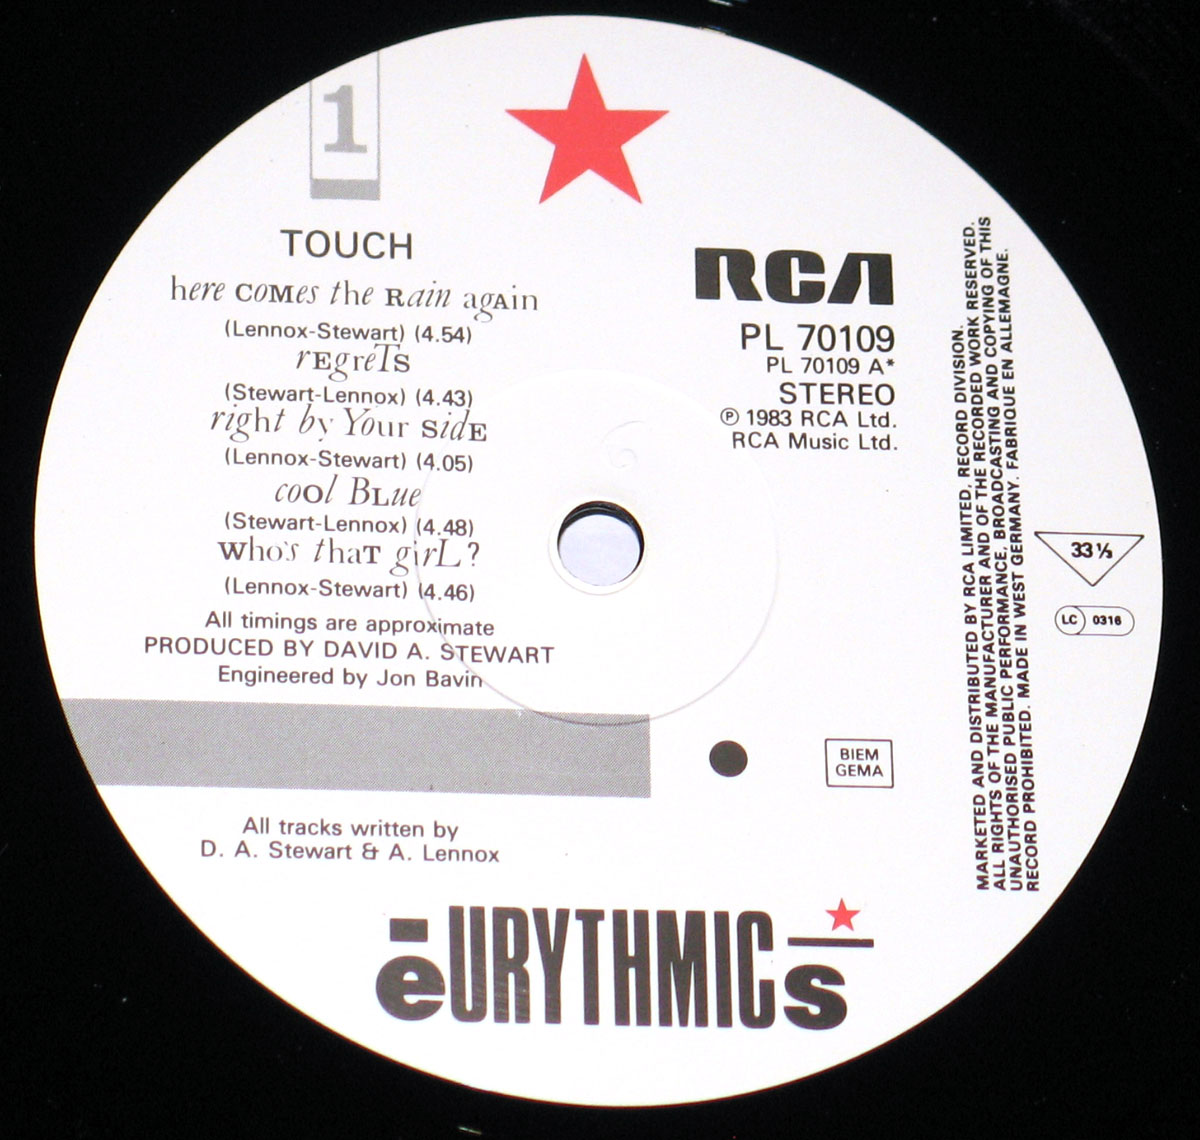 1
TOUCH
here COMes the Rain agAin
(Lennox-Stewart) (4.54)
rEgreTS
(Stewart-Lennox) (4.43)
right by Your SidE
(Lennox-Stewart) (4.05)
coOl BLue
(Stewart-Lennox) (4.48)
Who's thaT girL?
(Lennox-Stewart) (4.46)
All timings are approximate
PRODUCED BY DAVID A. STEWART
Engineered by Jon Bavin
RCA
PL 70109
PL 70109 A*
STEREO
℗ 1983 RCA Ltd.
RCA Music Ltd.
MARKETED AND DISTRIBUTED BY RCA LIMITED, RECORD DIVISION.
ALL RIGHTS OF THE MANUFACTURER AND OF THE RECORDED WORK RESERVED.
UNAUTHORISED PUBLIC PERFORMANCE, BROADCASTING AND COPYING OF THIS
RECORD PROHIBITED. MADE IN WEST GERMANY. FABRIQUE EN ALLEMAGNE.
33 ⅓
LC 0316
BIEM
GEMA
All tracks written by
D. A. Stewart & A. Lennox
eURYTHMICs